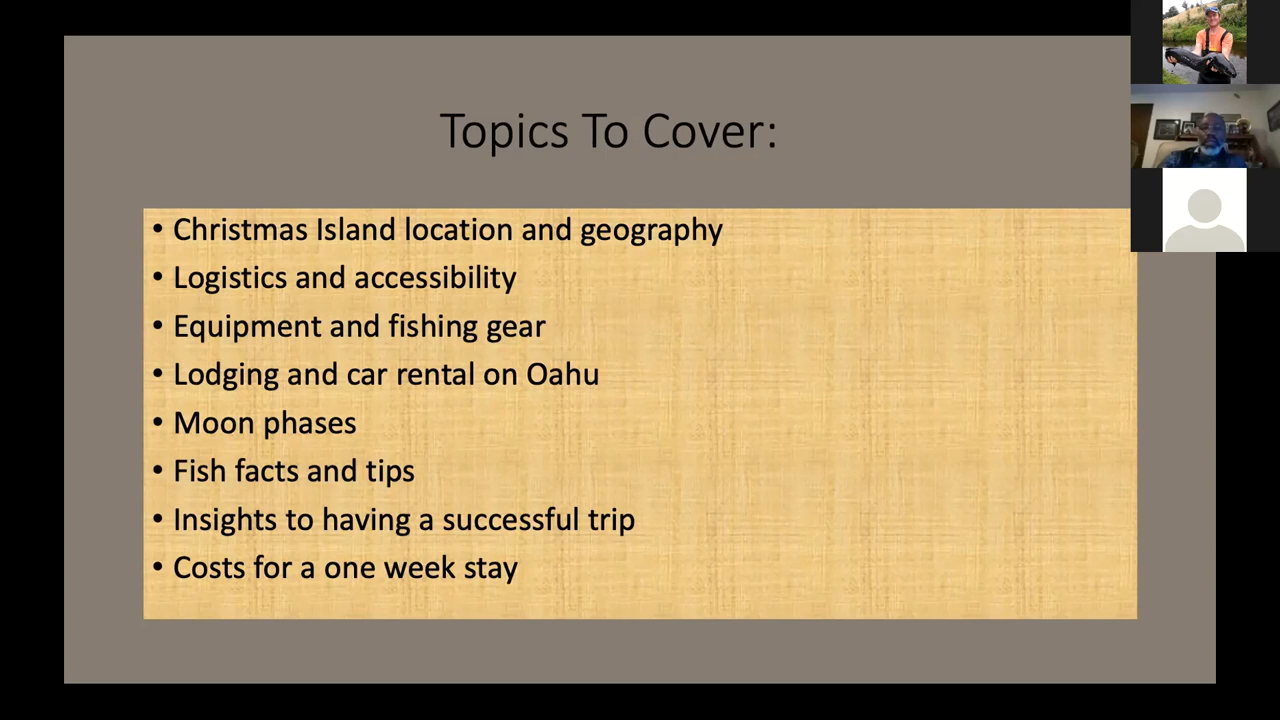 Topics To Cover:
• Christmas Island location and geography
• Logistics and accessibility
• Equipment and fishing gear
• Lodging and car rental on Oahu
• Moon phases
• Fish facts and tips
• Insights to having a successful trip
• Costs for a one week stay